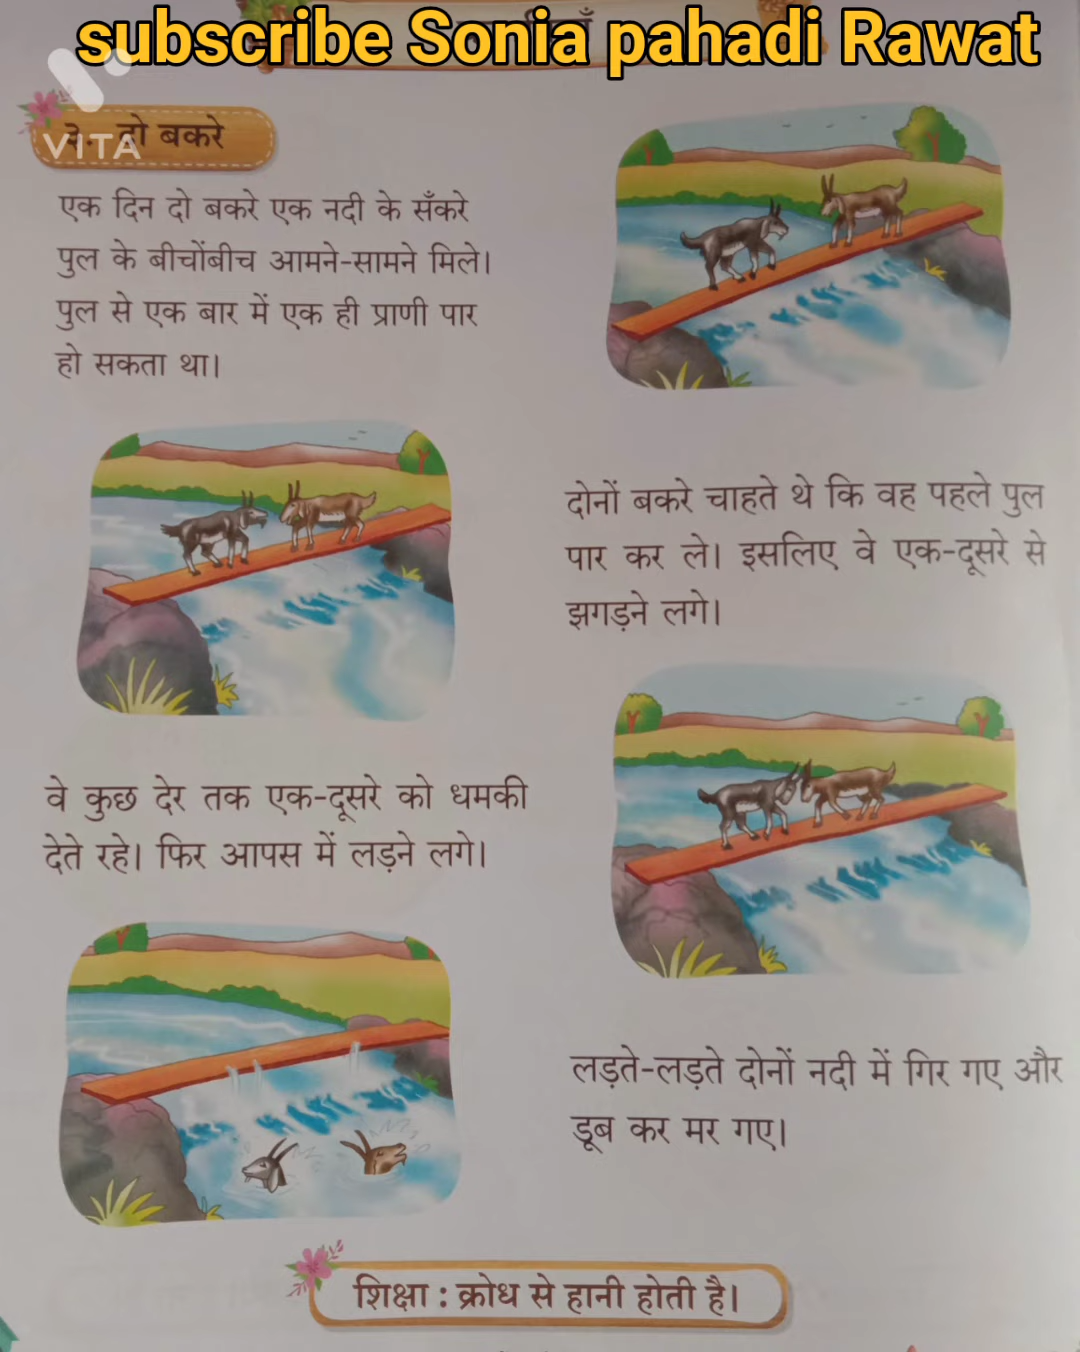 subscribe Sonia pahadi Rawat
VITA
३. दो बकरे
एक दिन दो बकरे एक नदी के सँकरे
पुल के बीचोंबीच आमने-सामने मिले।
पुल से एक बार में एक ही प्राणी पार
हो सकता था।
दोनों बकरे चाहते थे कि वह पहले पुल
पार कर ले। इसलिए वे एक-दूसरे से
झगड़ने लगे।
वे कुछ देर तक एक-दूसरे को धमकी
देते रहे। फिर आपस में लड़ने लगे।
लड़ते-लड़ते दोनों नदी में गिर गए और
डूब कर मर गए।
शिक्षा : क्रोध से हानी होती है।